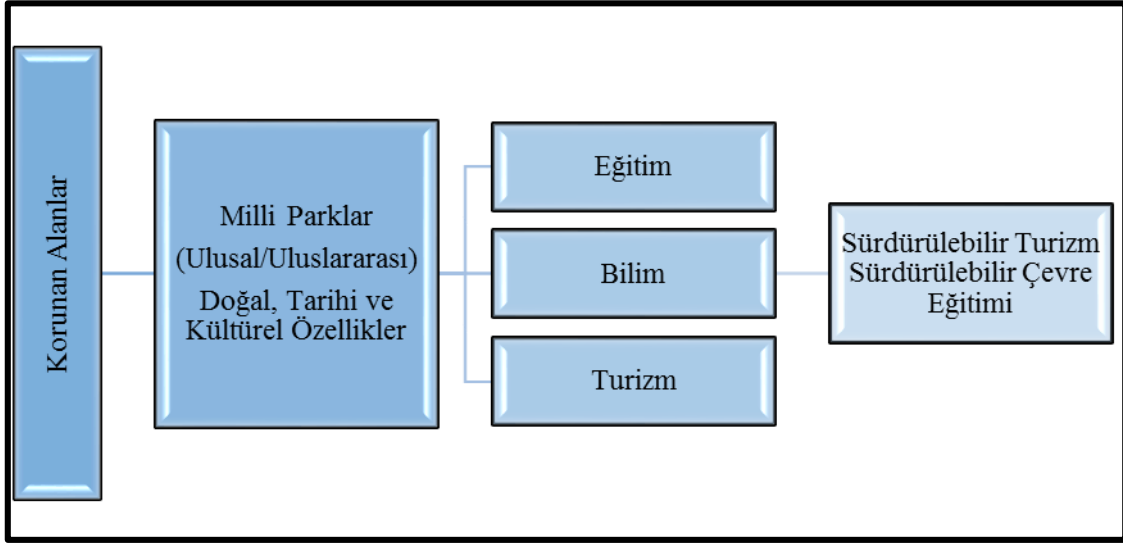 Korunan Alanlar
Milli Parklar
(Ulusal/Uluslararası)
Doğal, Tarihi ve
Kültürel Özellikler
Eğitim
Bilim
Turizm
Sürdürülebilir Turizm
Sürdürülebilir Çevre
Eğitimi